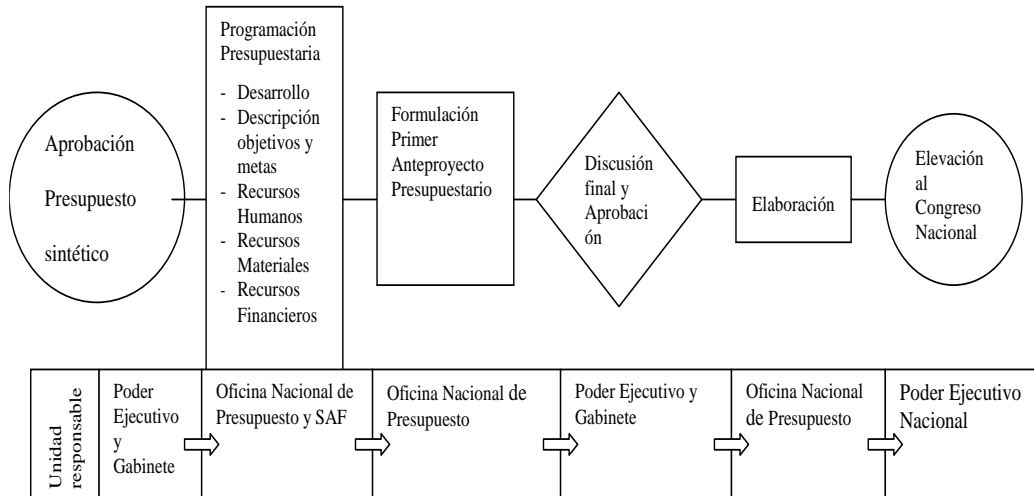 Aprobación
Presupuesto
sintético
Programación
Presupuestaria
- Desarrollo
- Descripción
objetivos y
metas
- Recursos
Humanos
- Recursos
Materiales
- Recursos
Financieros
Formulación
Primer
Anteproyecto
Presupuestario
Discusión
final y
Aprobaci
ón
Elaboración
Elevación
al
Congreso
Nacional
Unidad
responsable
Poder
Ejecutivo
y
Gabinete
Oficina Nacional de
Presupuesto y SAF
Oficina Nacional de
Presupuesto
Poder Ejecutivo y
Gabinete
Oficina Nacional
de Presupuesto
Poder Ejecutivo
Nacional